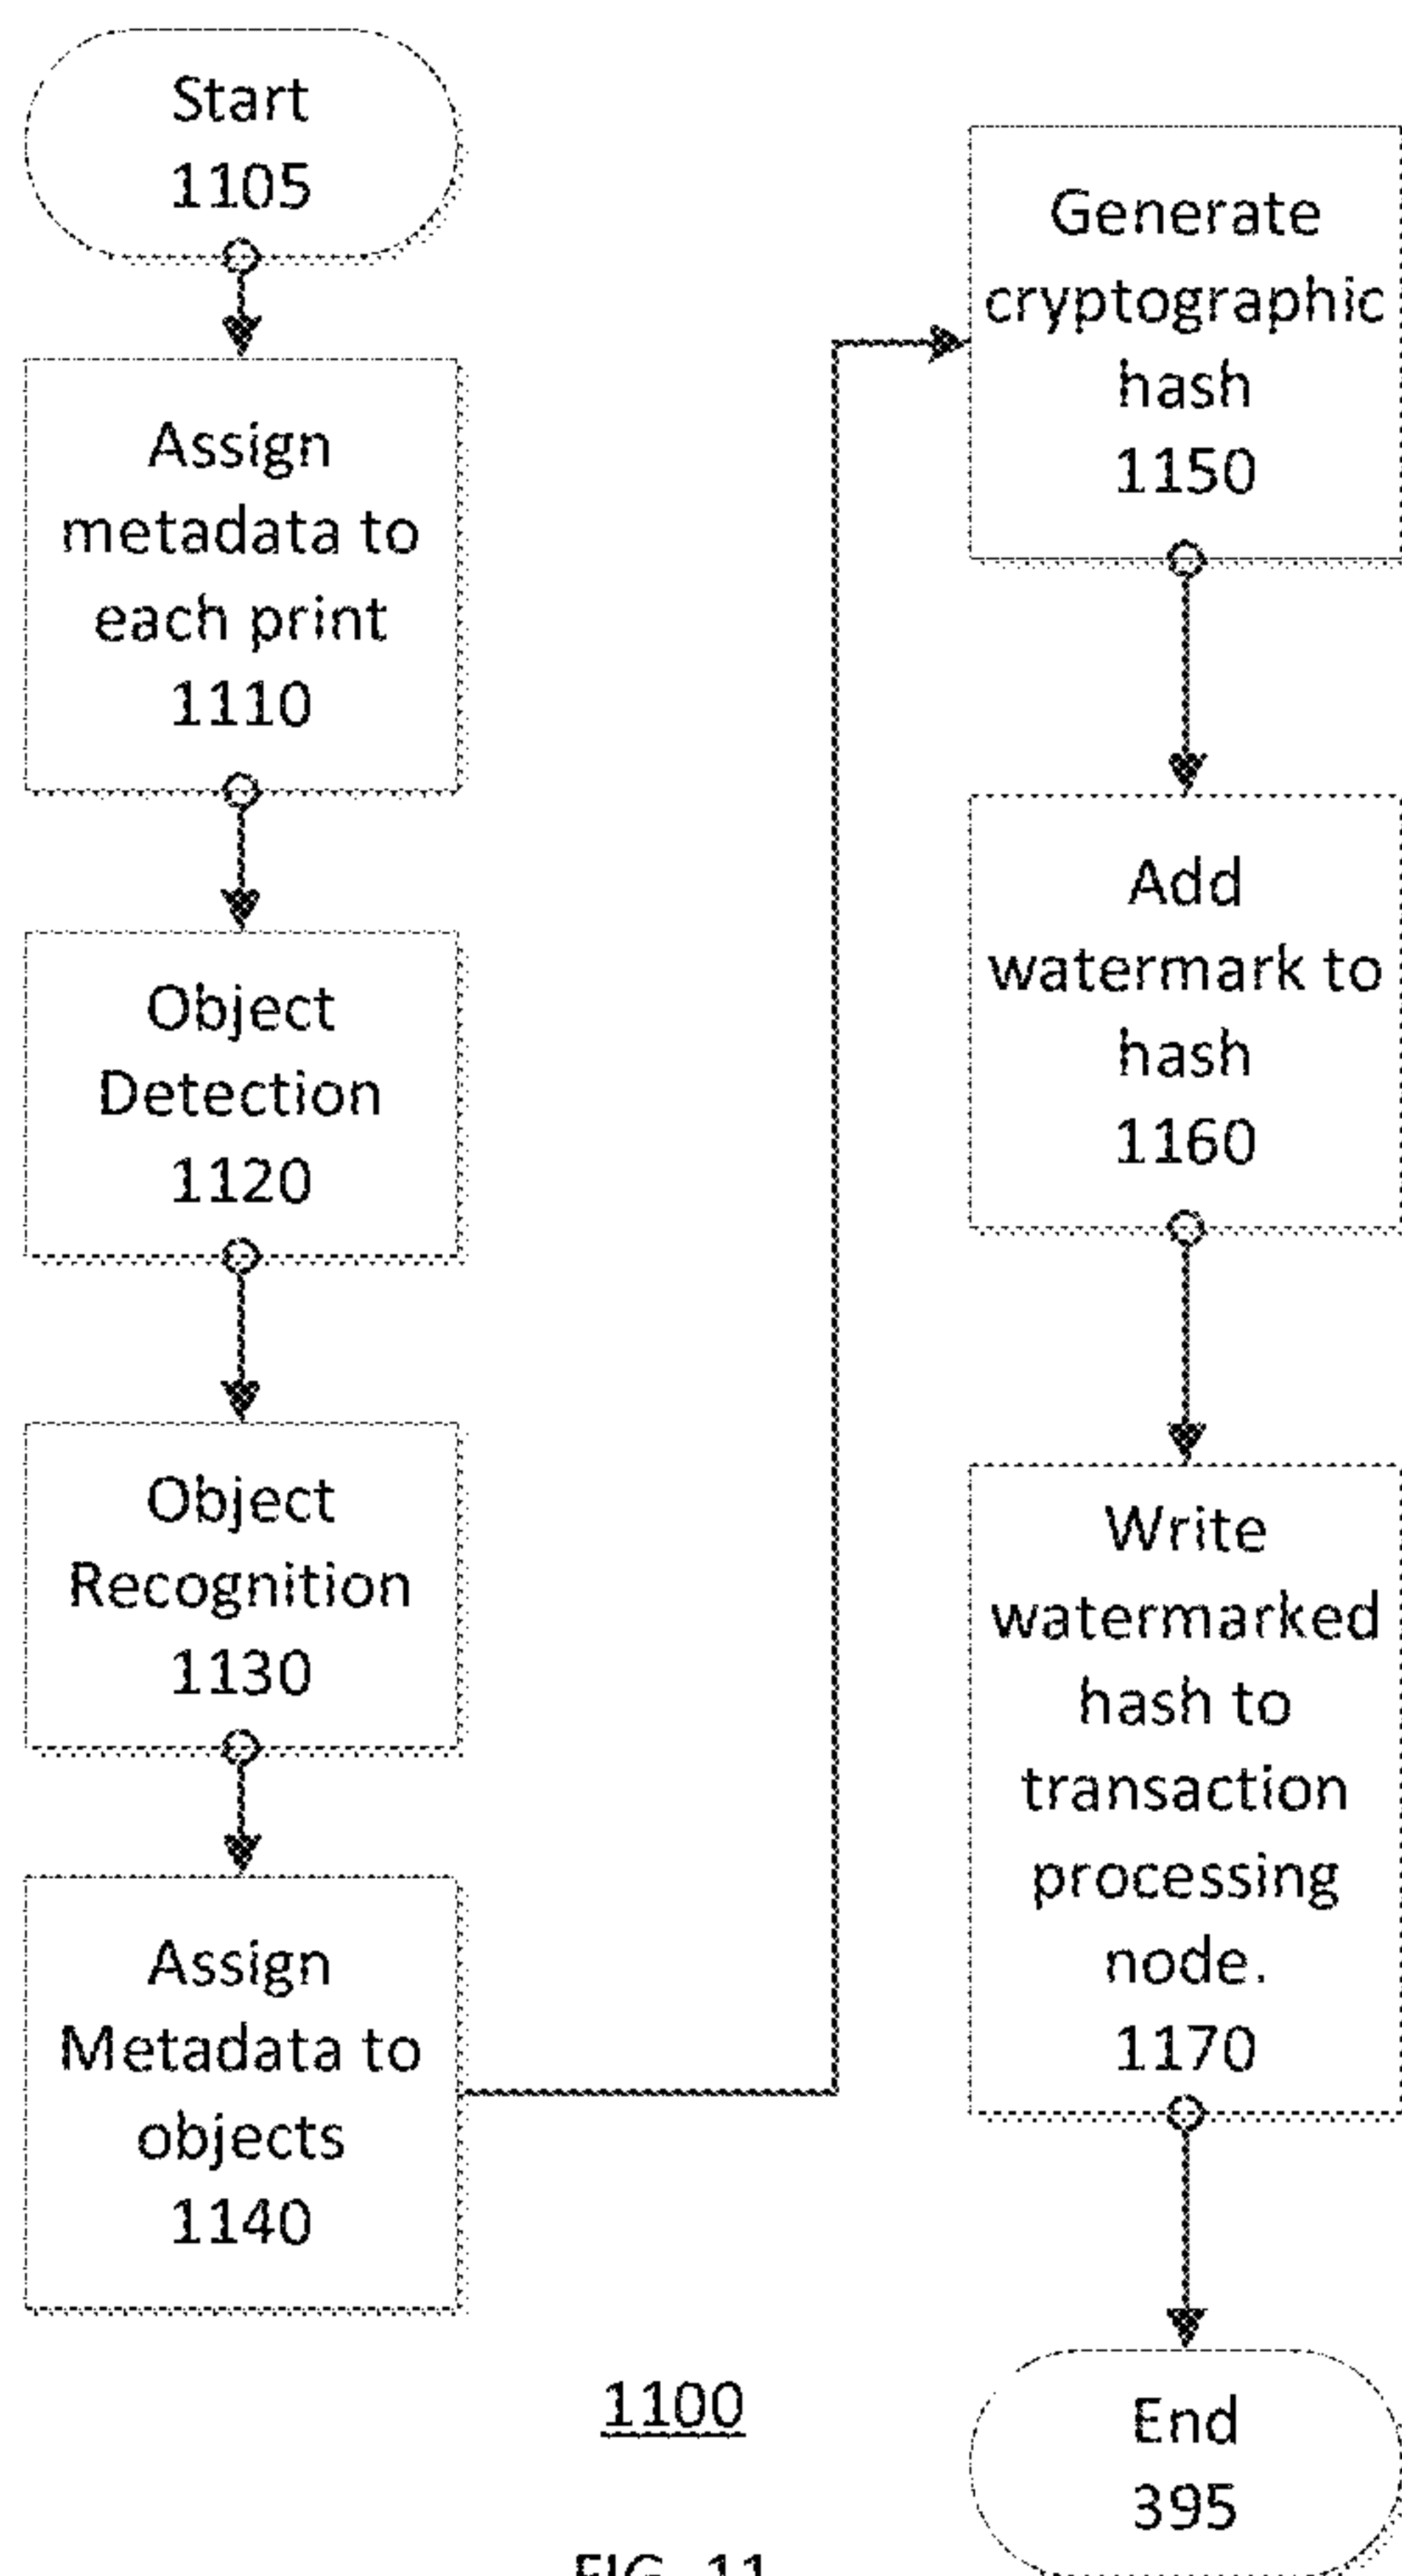 Start
1105
Assign
metadata to
each print
1110
Object
Detection
1120
Object
Recognition
1130
Assign
Metadata to
objects
1140
Generate
cryptographic
hash
1150
Add
watermark to
hash
1160
Write
watermarked
hash to
transaction
processing
node.
1170
End
395
1100
FIG. 11